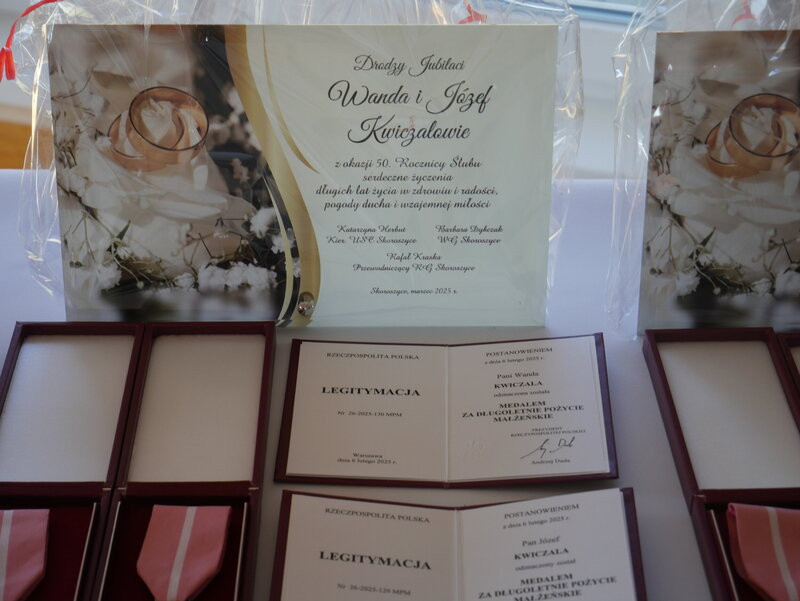 Drodzy Jubilaci
Wanda i Józef
Kwiczalowie
z okazji 50. Rocznicy Ślubu
serdeczne życzenia
długich lat życia w zdrowiu i radości,
pogody ducha i wzajemnej miłości
Katarzyna Herbut
Kier. USC Skoroszyce
Barbara Dybczak
WG Skoroszyce
Rafał Kraska
Przewodniczący RG Skoroszyce
Skoroszyce, marzec 2025 r.
RZECZPOSPOLITA POLSKA
LEGITYMACJA
Nr 26-2025-130 MPM
Warszawa
dnia 6 lutego 2025 r.
POSTANOWIENIEM
z dnia 6 lutego 2025 r.
Pani Wanda
KWICZALA
odznaczona została
MEDALEM
ZA DŁUGOLETNIE POŻYCIE
MAŁŻEŃSKIE
PREZYDENT
RZECZYPOSPOLITEJ POLSKIEJ
Andrzej Duda
RZECZPOSPOLITA POLSKA
LEGITYMACJA
Nr 26-2025-129 MPM
POSTANOWIENIEM
z dnia 6 lutego 2025 r.
Pan Józef
KWICZALA
odznaczony został
MEDALEM
ZA DŁUGOLETNIE POŻYCIE
MAŁŻEŃSKIE